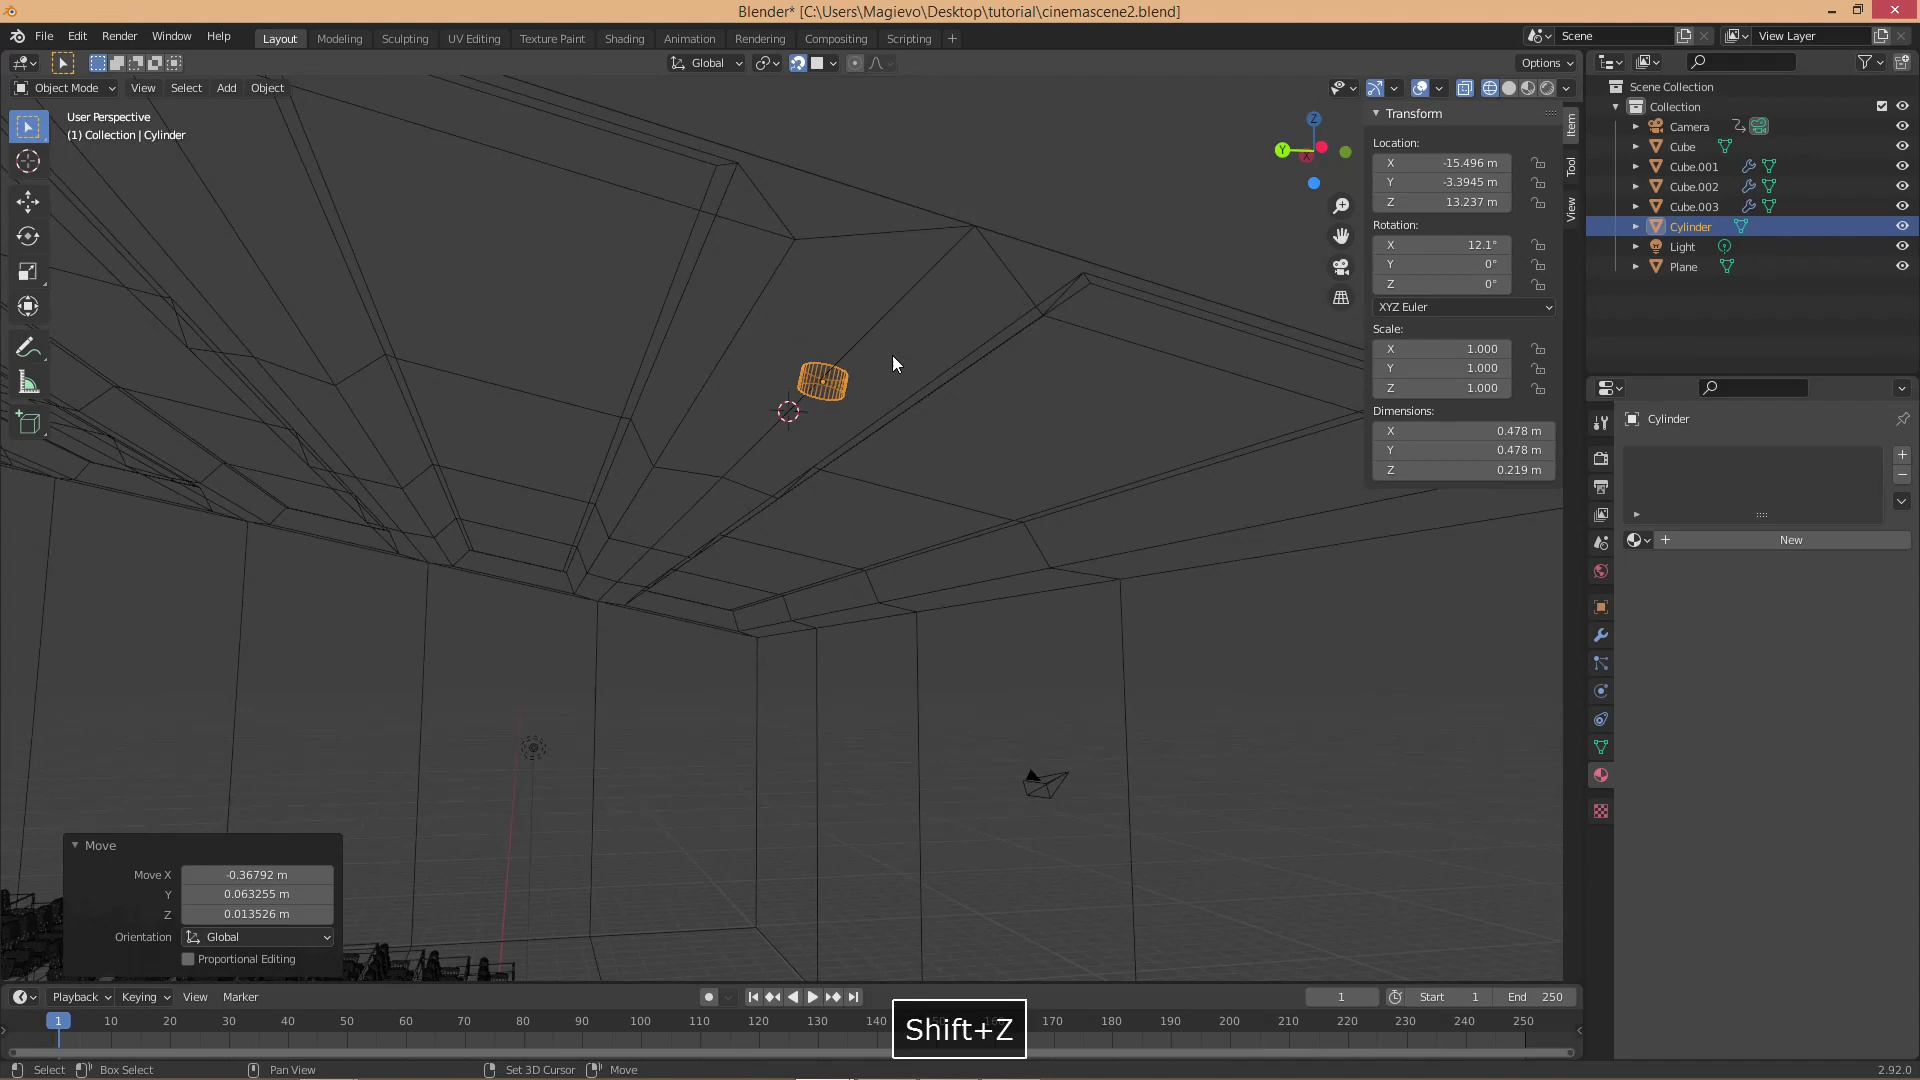 Blender* [C:\Users\Magievo\Desktop\tutorial\cinemascene2.blend]
File Edit Render Window Help Layout Modeling Sculpting UV Editing Texture Paint Shading Animation Rendering Compositing Scripting + Scene View Layer
Global Options
Object Mode View Select Add Object
User Perspective
(1) Collection | Cylinder
Z
Y
X
Transform
Location:
X -15.496 m
Y -3.3945 m
Z 13.237 m
Rotation:
X 12.1°
Y 0°
Z 0°
XYZ Euler
Scale:
X 1.000
Y 1.000
Z 1.000
Dimensions:
X 0.478 m
Y 0.478 m
Z 0.219 m
Item
Tool
View
Scene Collection
Collection
Camera
Cube
Cube.001
Cube.002
Cube.003
Cylinder
Light
Plane
Cylinder
New
Move
Move X -0.36792 m
Y 0.063255 m
Z 0.013526 m
Orientation Global
Proportional Editing
Playback Keying View Marker 1 Start 1 End 250
1 10 20 30 40 50 60 70 80 90 100 110 120 130 140 150 160 170 180 190 200 210 220 230 240 250
Shift+Z
Select Box Select Pan View Set 3D Cursor Move 2.92.0